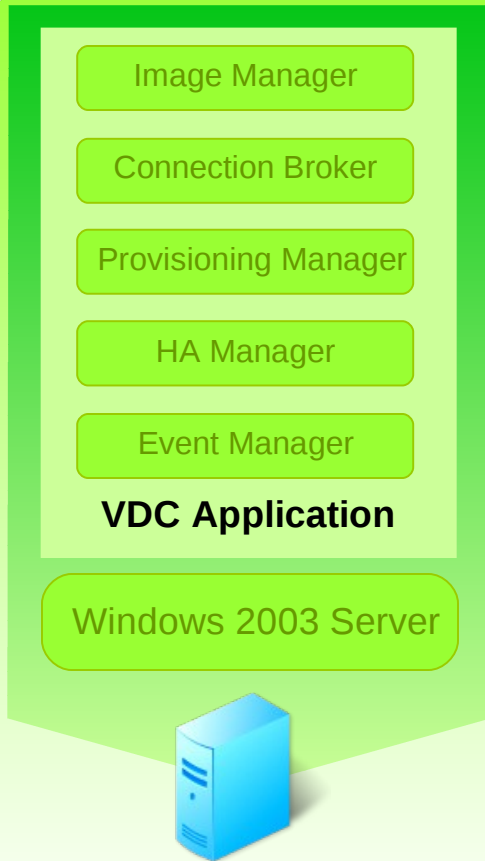 Image Manager
Connection Broker
Provisioning Manager
HA Manager
Event Manager
VDC Application
Windows 2003 Server